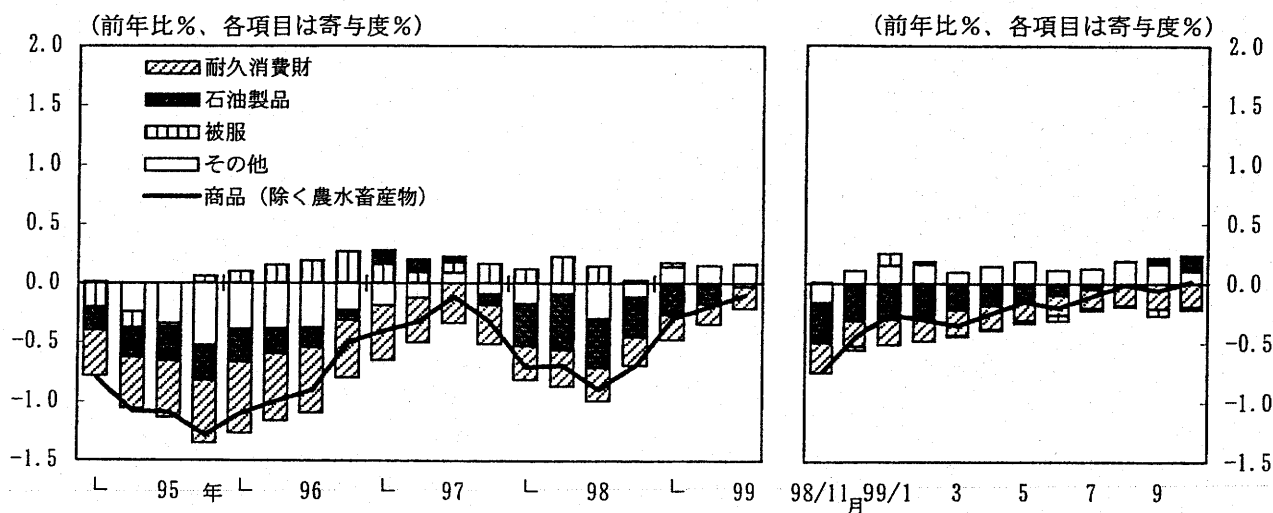 (前年比%、各項目は寄与度%)
(前年比%、各項目は寄与度%)
2.0
1.5
1.0
0.5
0.0
-0.5
-1.0
-1.5
耐久消費財
石油製品
被服
その他
商品(除く農水畜産物)
2.0
1.5
1.0
0.5
0.0
-0.5
-1.0
-1.5
95 年 96 97 98 99
98/11月 99/1 3 5 7 9